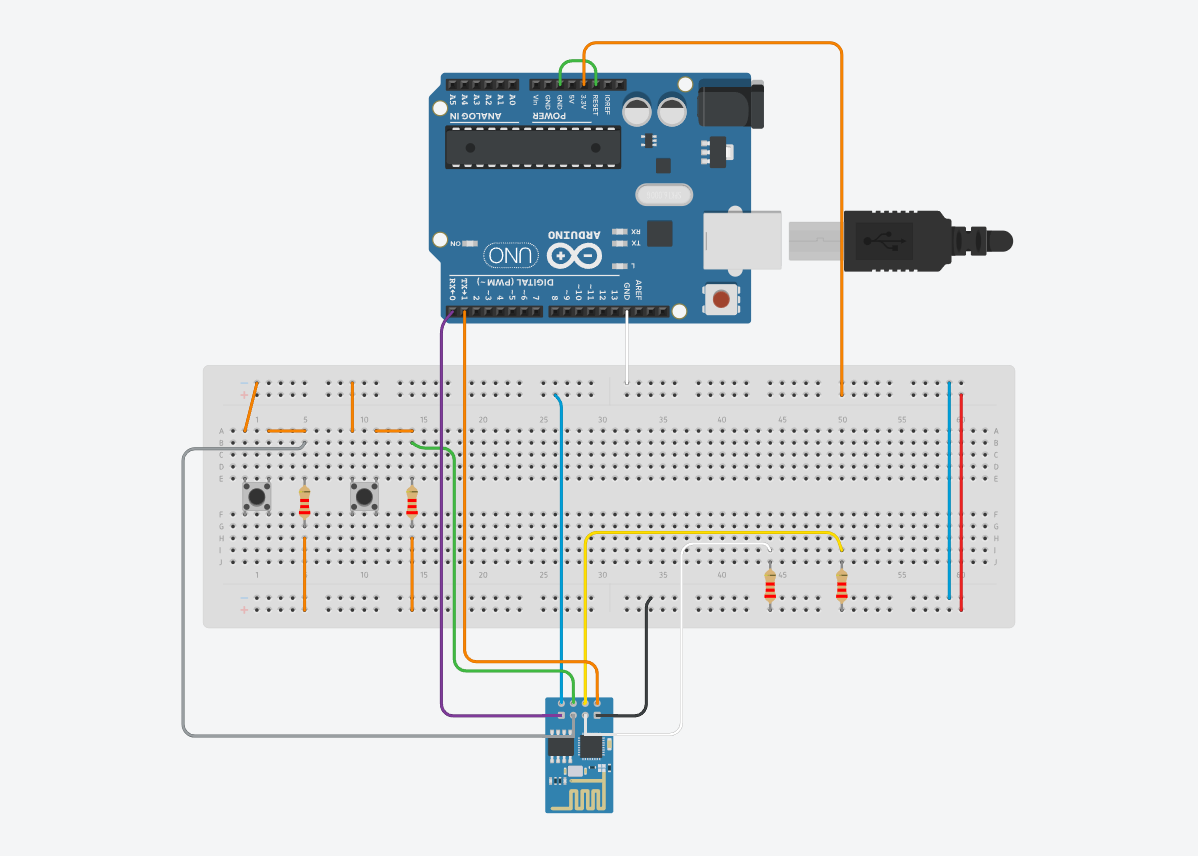 A5 A4 A3 A2 A1 A0
Vin GND GND 5V 3.3V RESET IOREF
ANALOG IN POWER
RX
TX
ARDUINO
UNO
ON
L
DIGITAL (PWM~)
RX←0 TX→1 2 ~3 4 ~5 ~6 7 8 ~9 ~10 ~11 12 13 GND AREF
− −
+ +
1 5 10 15 20 25 30 35 40 45 50 55 60
A A
B B
C C
D D
E E
F F
G G
H H
I I
J J
1 10 15 20 25 30 35 40 45 55 60
− −
+ +